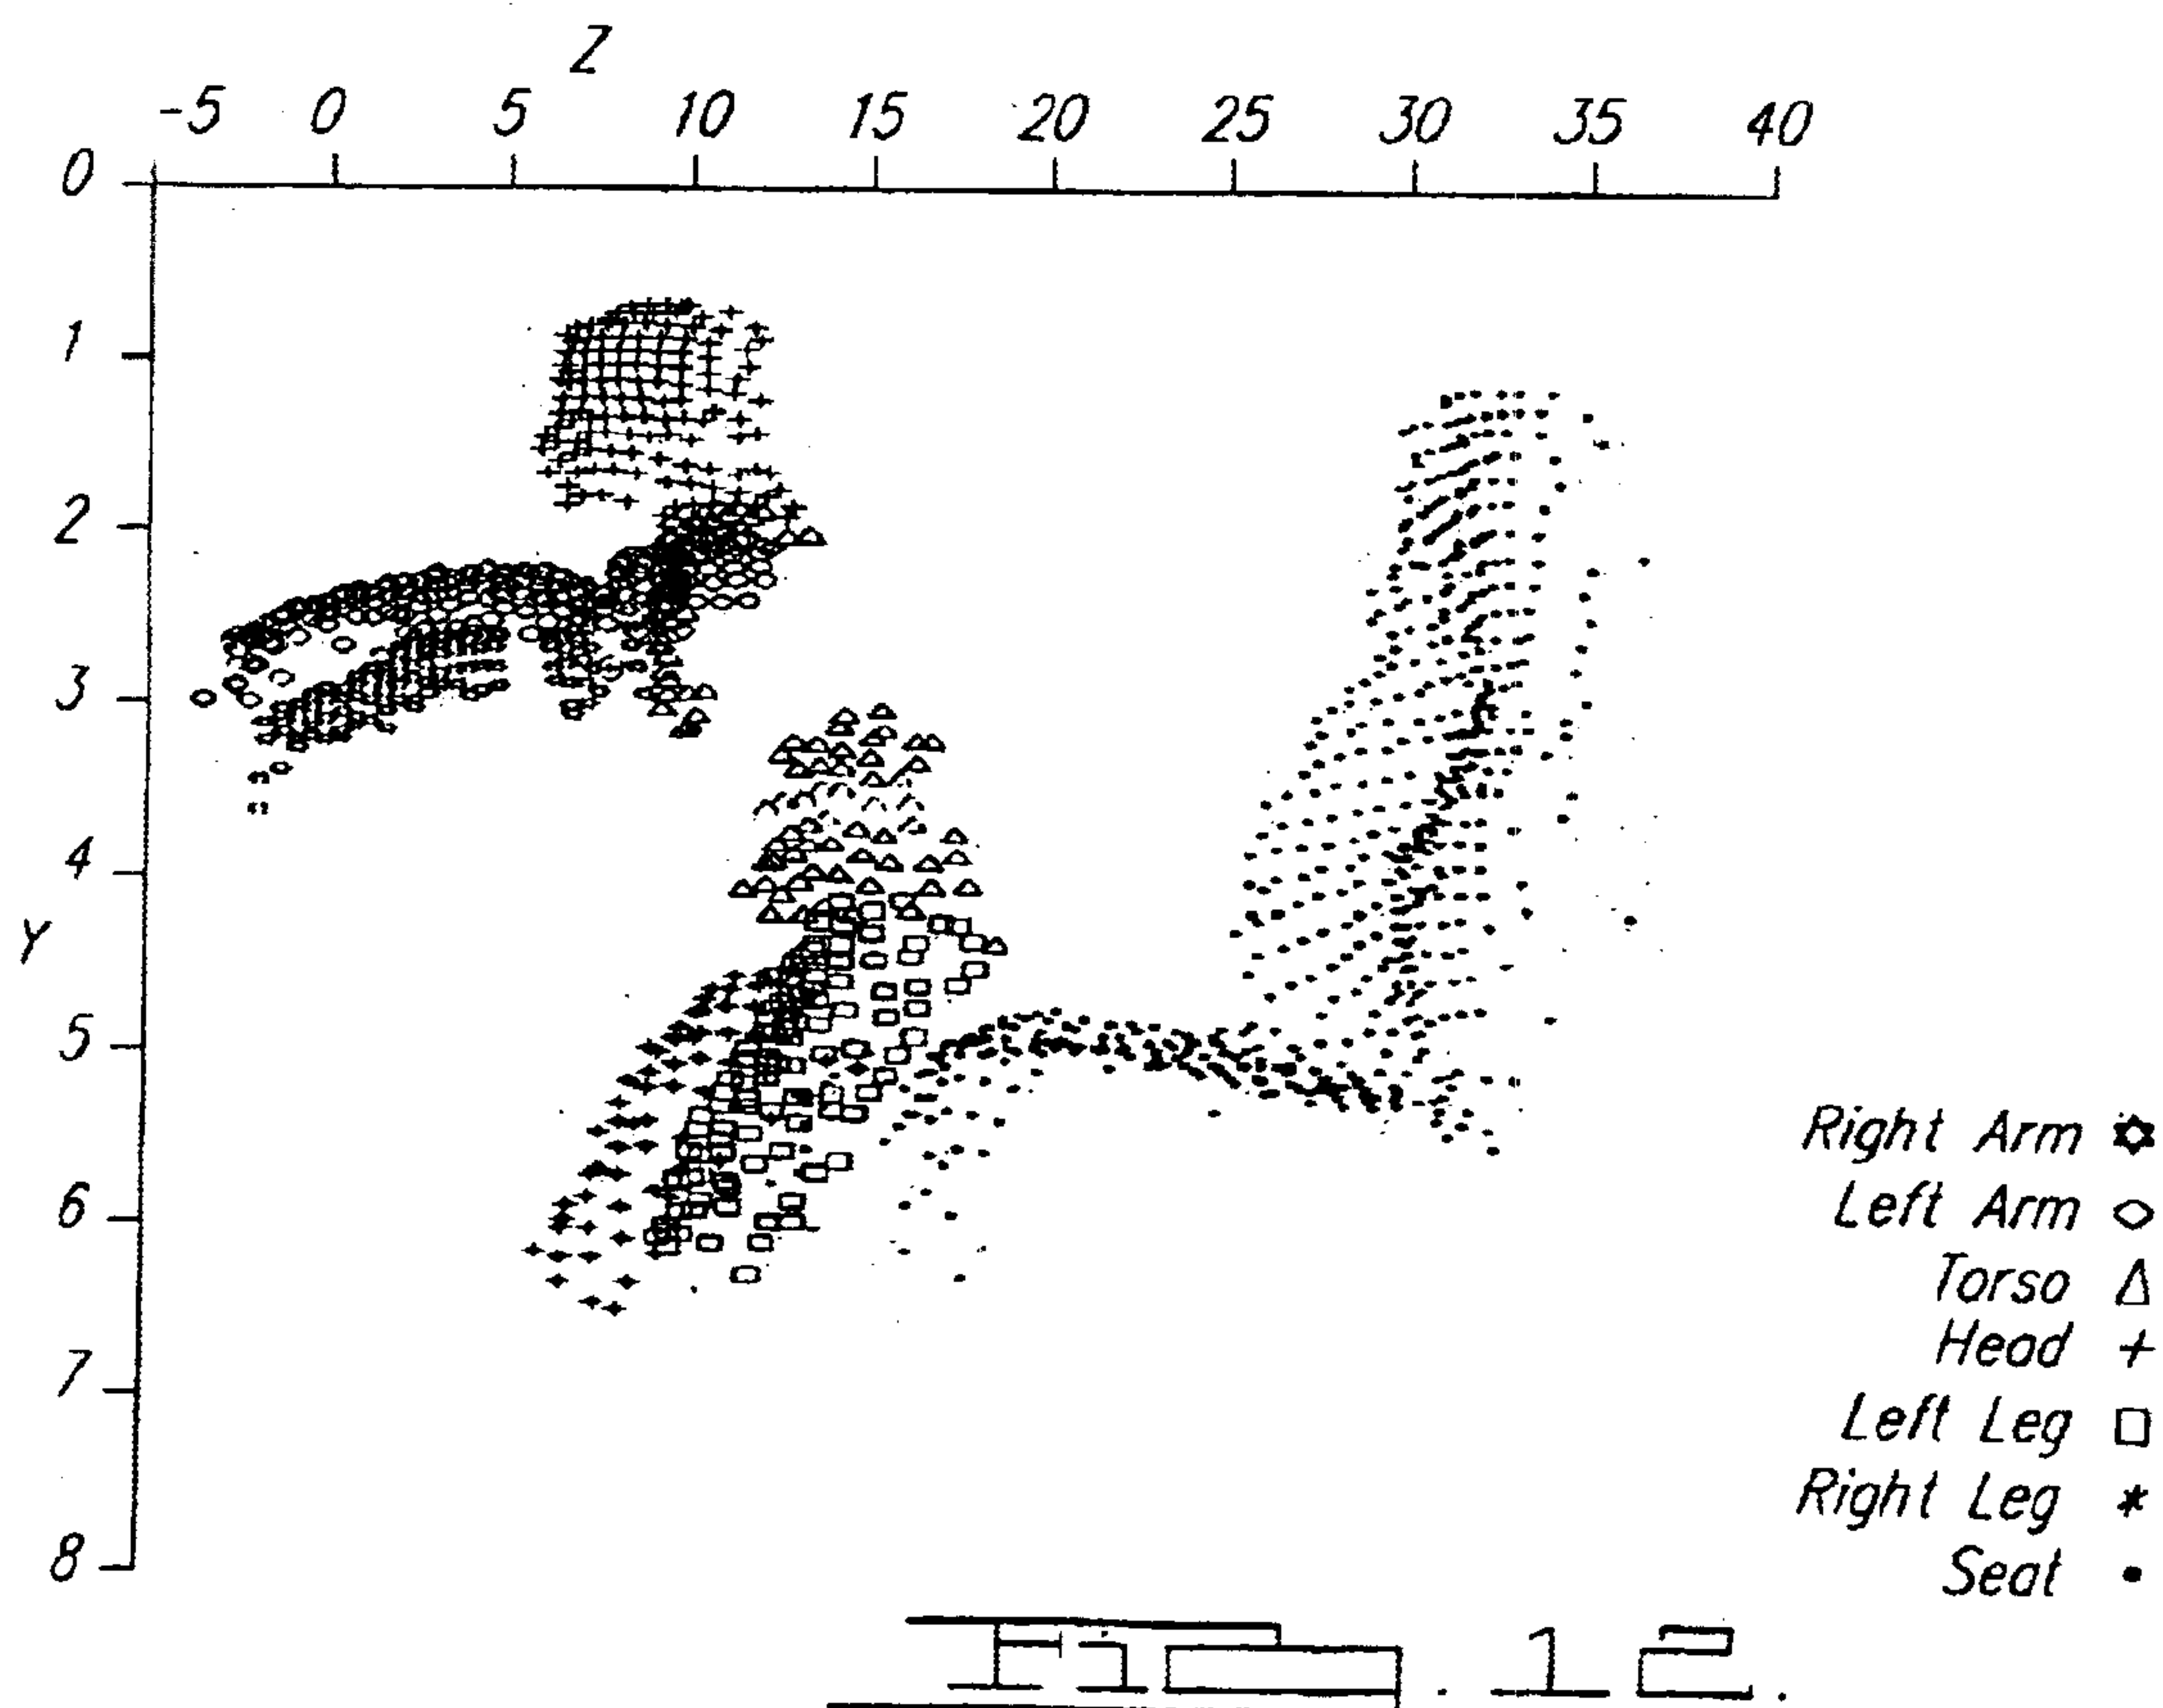 Z
-5 0 5 10 15 20 25 30 35 40
0
1
2
3
4
Y
5
6
7
8
Right Arm
Left Arm
Torso
Head
Left Leg
Right Leg
Seat
Fig. 12.